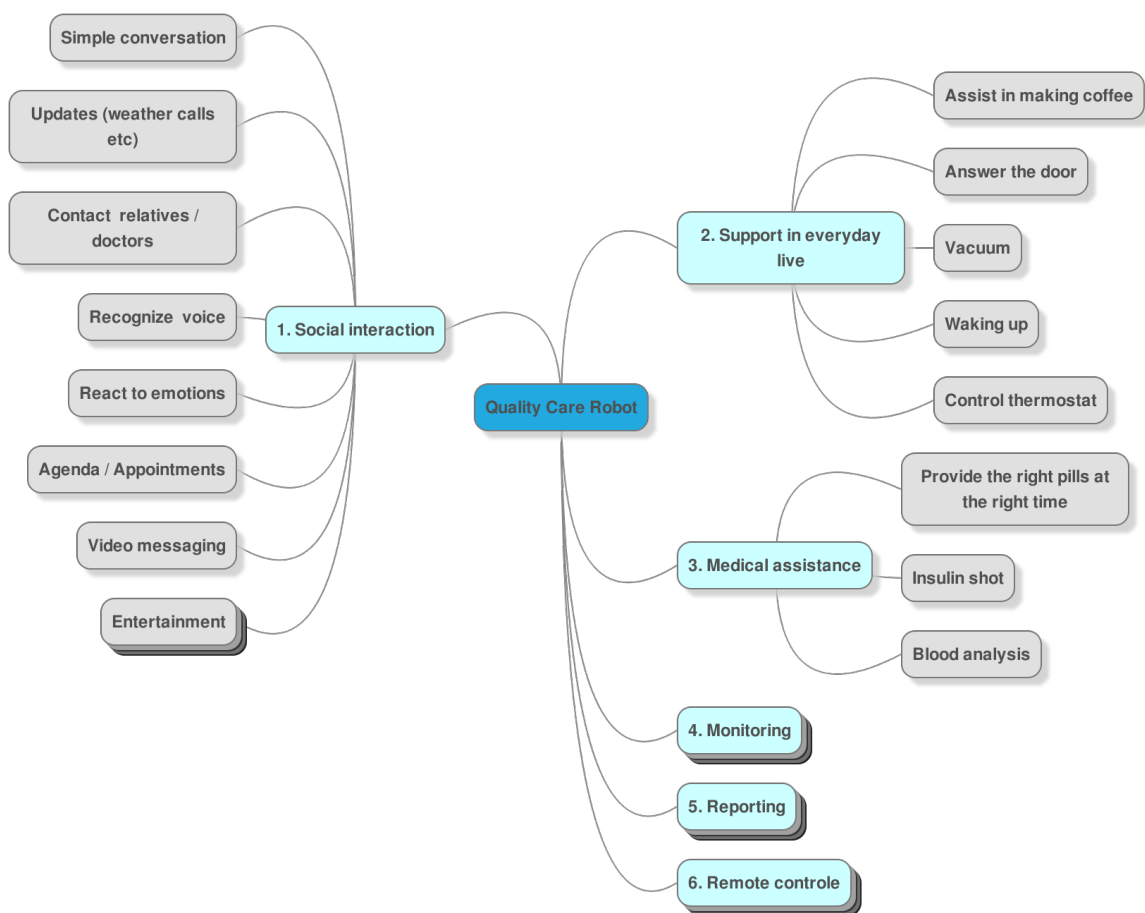 Simple conversation
Updates (weather calls
etc)
Contact relatives /
doctors
Recognize voice
React to emotions
Agenda / Appointments
Video messaging
Entertainment
1. Social interaction
Quality Care Robot
2. Support in everyday
live
Assist in making coffee
Answer the door
Vacuum
Waking up
Control thermostat
3. Medical assistance
Provide the right pills at
the right time
Insulin shot
Blood analysis
4. Monitoring
5. Reporting
6. Remote controle